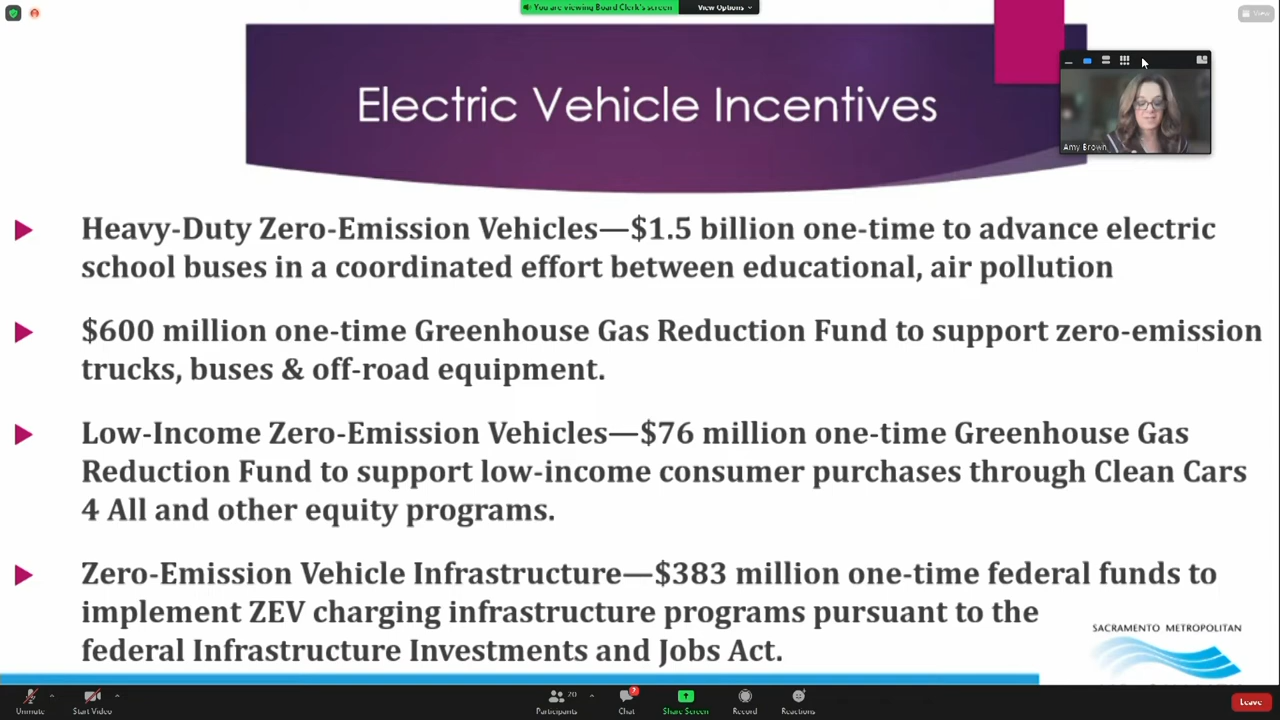 You are viewing Board Clerk's screen
View Options
View
Electric Vehicle Incentives
Amy Brown
Heavy-Duty Zero-Emission Vehicles—$1.5 billion one-time to advance electric
school buses in a coordinated effort between educational, air pollution
$600 million one-time Greenhouse Gas Reduction Fund to support zero-emission
trucks, buses & off-road equipment.
Low-Income Zero-Emission Vehicles—$76 million one-time Greenhouse Gas
Reduction Fund to support low-income consumer purchases through Clean Cars
4 All and other equity programs.
Zero-Emission Vehicle Infrastructure—$383 million one-time federal funds to
implement ZEV charging infrastructure programs pursuant to the
federal Infrastructure Investments and Jobs Act.
SACRAMENTO METROPOLITAN
Unmute
Start Video
20
Participants
Chat
Share Screen
Record
Reactions
Leave